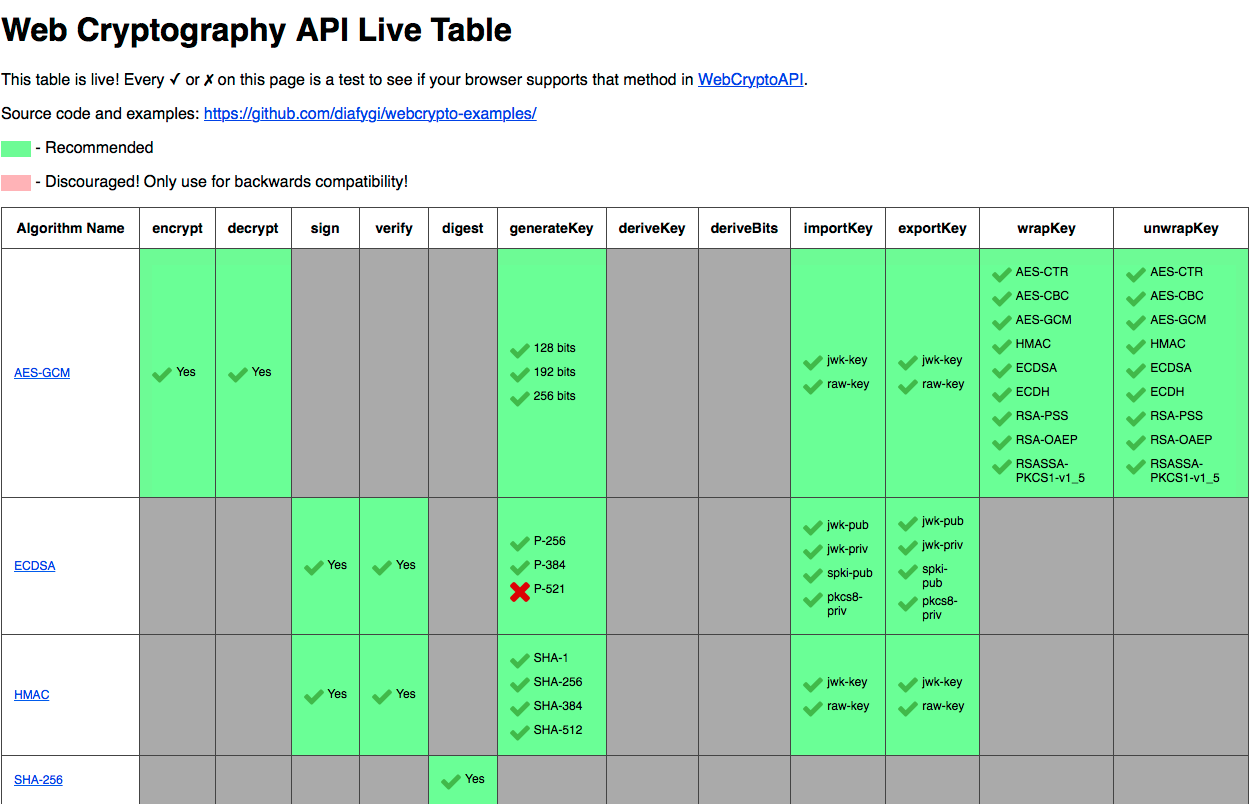 Web Cryptography API Live Table
This table is live! Every ✓ or ✗ on this page is a test to see if your browser supports that method in WebCryptoAPI.
Source code and examples: https://github.com/diafygi/webcrypto-examples/
- Recommended
- Discouraged! Only use for backwards compatibility!
Algorithm Name encrypt decrypt sign verify digest generateKey deriveKey deriveBits importKey exportKey wrapKey unwrapKey
AES-GCM
Yes
Yes
128 bits
192 bits
256 bits
jwk-key
raw-key
jwk-key
raw-key
AES-CTR
AES-CBC
AES-GCM
HMAC
ECDSA
ECDH
RSA-PSS
RSA-OAEP
RSASSA-
PKCS1-v1_5
AES-CTR
AES-CBC
AES-GCM
HMAC
ECDSA
ECDH
RSA-PSS
RSA-OAEP
RSASSA-
PKCS1-v1_5
ECDSA
Yes
Yes
P-256
P-384
P-521
jwk-pub
jwk-priv
spki-pub
pkcs8-
priv
jwk-pub
jwk-priv
spki-
pub
pkcs8-
priv
HMAC
Yes
Yes
SHA-1
SHA-256
SHA-384
SHA-512
jwk-key
raw-key
jwk-key
raw-key
SHA-256
Yes